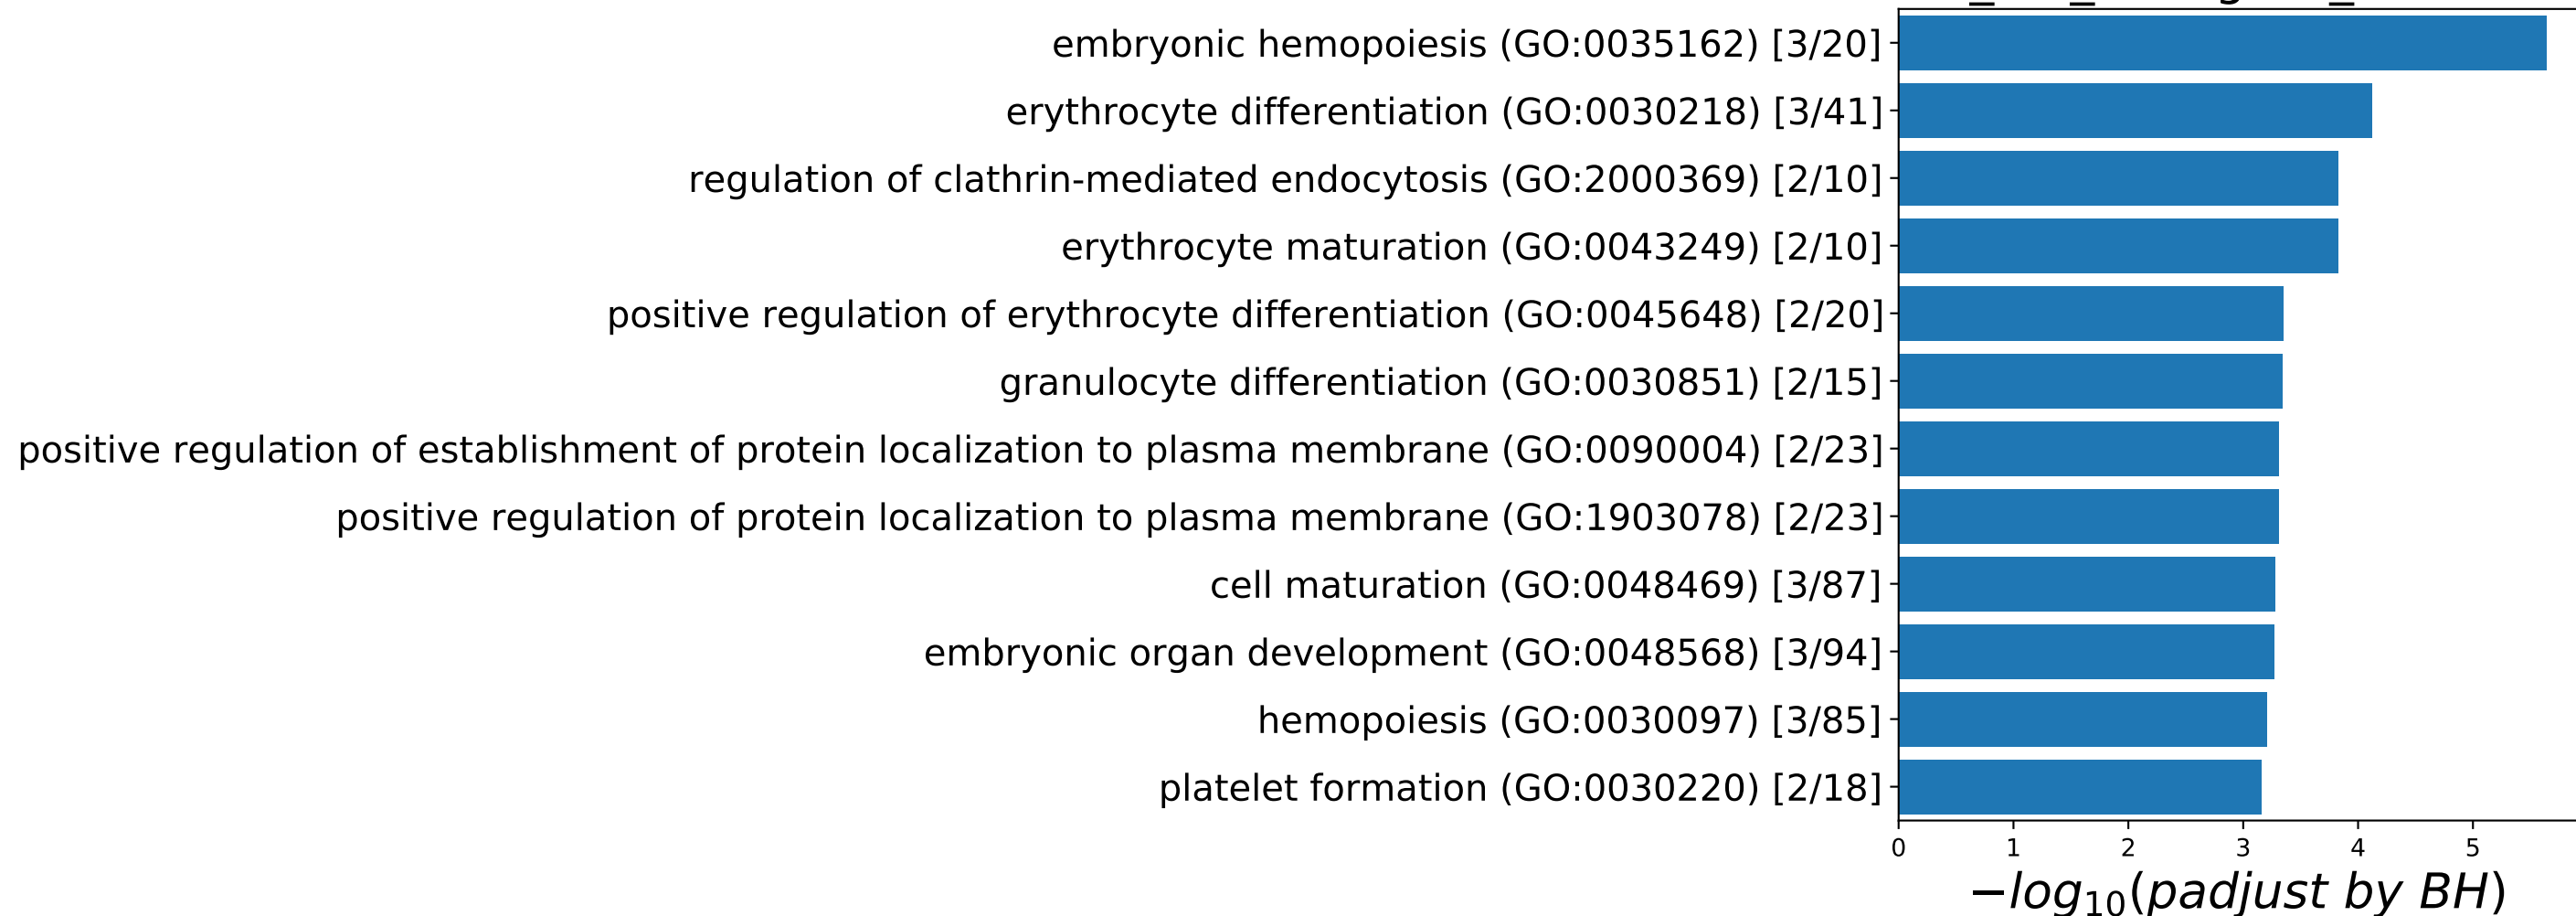 embryonic hemopoiesis (GO:0035162) [3/20]
erythrocyte differentiation (GO:0030218) [3/41]
regulation of clathrin-mediated endocytosis (GO:2000369) [2/10]
erythrocyte maturation (GO:0043249) [2/10]
positive regulation of erythrocyte differentiation (GO:0045648) [2/20]
granulocyte differentiation (GO:0030851) [2/15]
positive regulation of establishment of protein localization to plasma membrane (GO:0090004) [2/23]
positive regulation of protein localization to plasma membrane (GO:1903078) [2/23]
cell maturation (GO:0048469) [3/87]
embryonic organ development (GO:0048568) [3/94]
hemopoiesis (GO:0030097) [3/85]
platelet formation (GO:0030220) [2/18]
0 1 2 3 4 5
−log₁₀(padjust by BH)